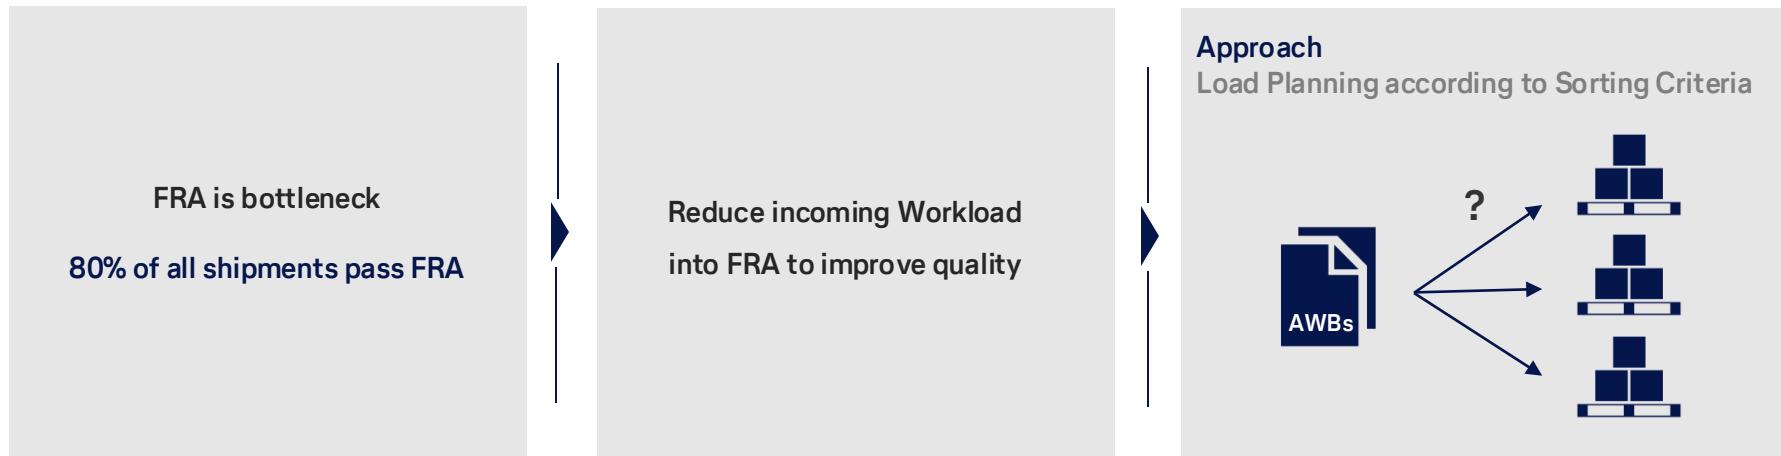 FRA is bottleneck
80% of all shipments pass FRA
Reduce incoming Workload
into FRA to improve quality
Approach
Load Planning according to Sorting Criteria
?
AWBs